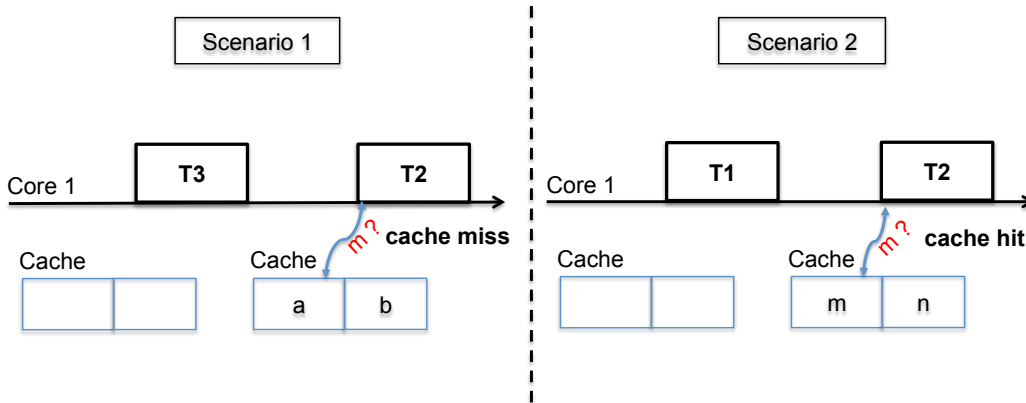 Scenario 1
T3
T2
Core 1
m ?
cache miss
Cache
Cache
a
b
Scenario 2
T1
T2
Core 1
m ?
cache hit
Cache
Cache
m
n